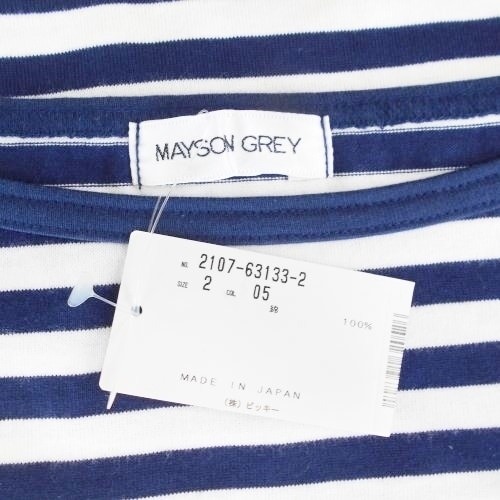 MAYSON GREY
NO. 2107-63133-2
SIZE 2 COL 05
綿 100%
MADE IN JAPAN
(株) ビッキー